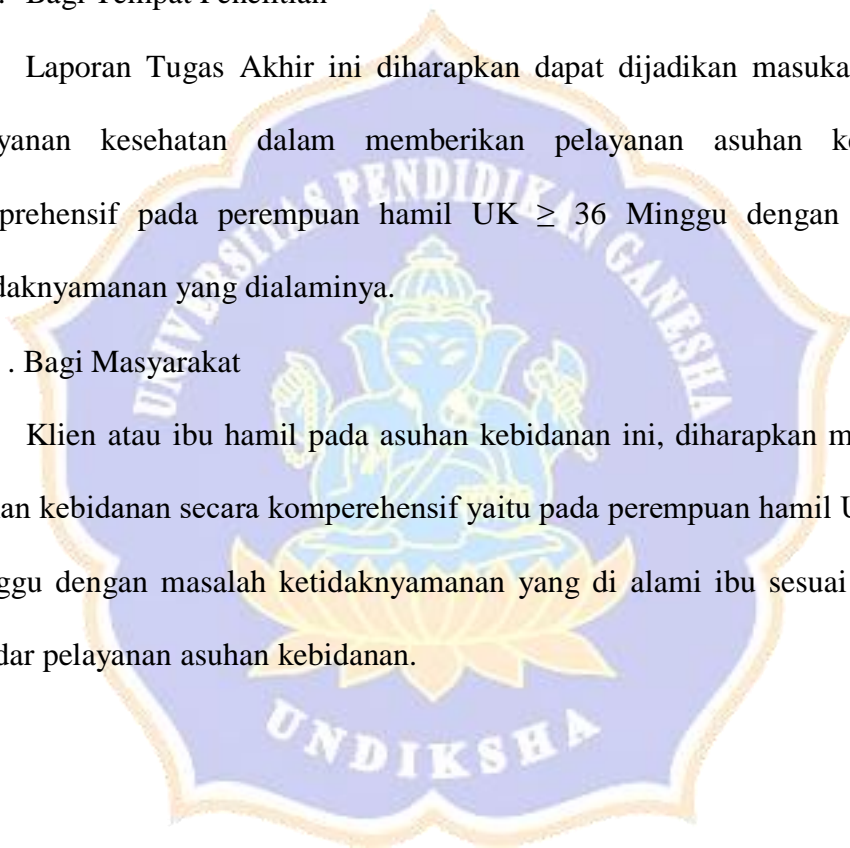 . Bagi Tempat Penelitian
Laporan Tugas Akhir ini diharapkan dapat dijadikan masuka
yanan kesehatan dalam memberikan pelayanan asuhan ke
prehensif pada perempuan hamil UK ≥ 36 Minggu dengan
daknyamanan yang dialaminya.
. Bagi Masyarakat
Klien atau ibu hamil pada asuhan kebidanan ini, diharapkan m
an kebidanan secara komperehensif yaitu pada perempuan hamil U
ggu dengan masalah ketidaknyamanan yang di alami ibu sesuai
dar pelayanan asuhan kebidanan.
UNIVERSITAS PENDIDIKAN GANESHA
UNDIKSHA